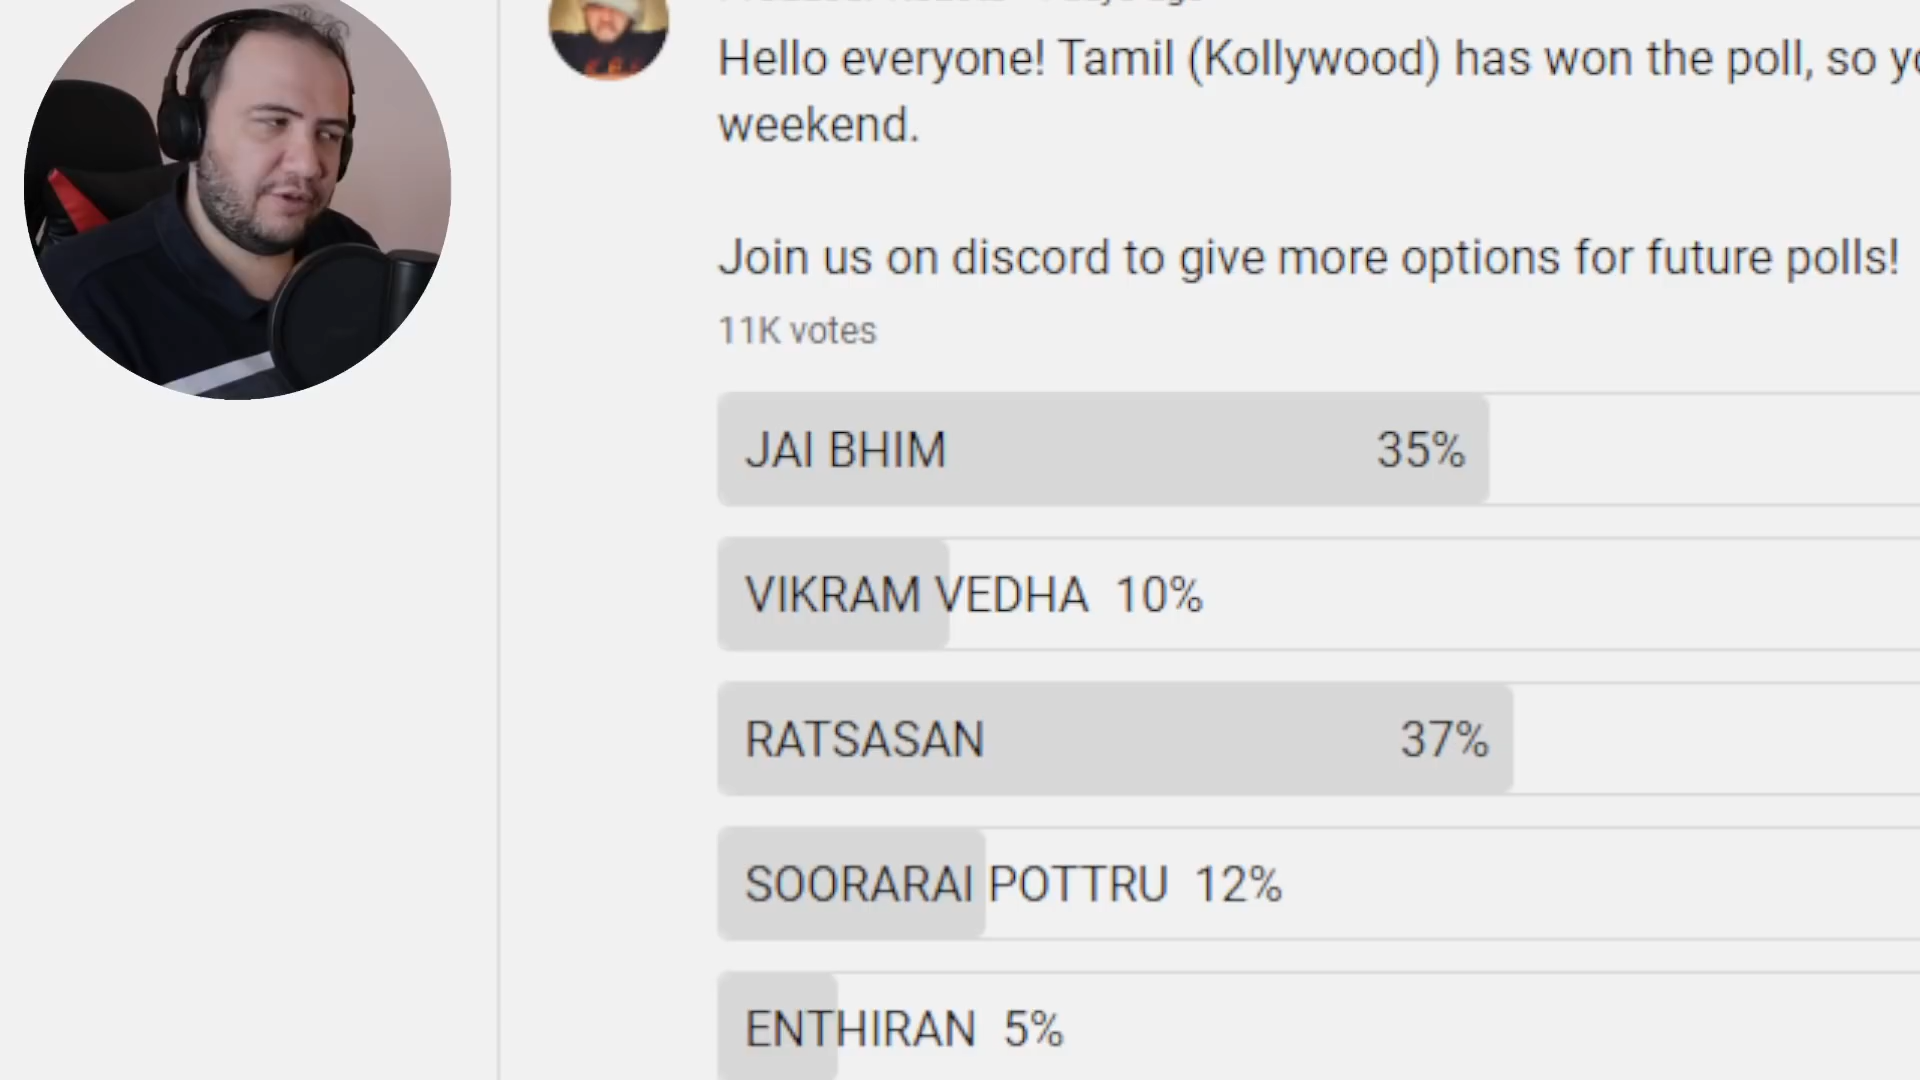 Hello everyone! Tamil (Kollywood) has won the poll, so
weekend.
Join us on discord to give more options for future polls!
11K votes
JAI BHIM 35%
VIKRAM VEDHA 10%
RATSASAN 37%
SOORARAI POTTRU 12%
ENTHIRAN 5%